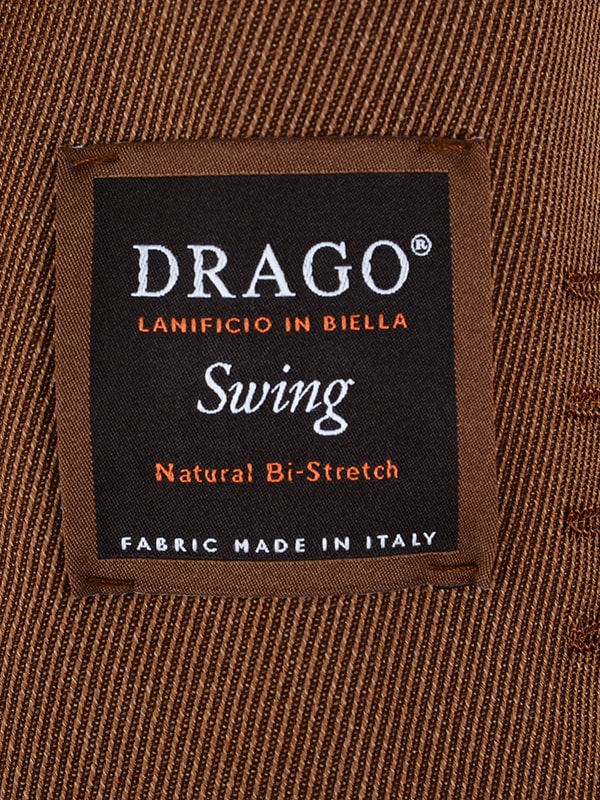 DRAGO®
LANIFICIO IN BIELLA
Swing
Natural Bi-Stretch
FABRIC MADE IN ITALY